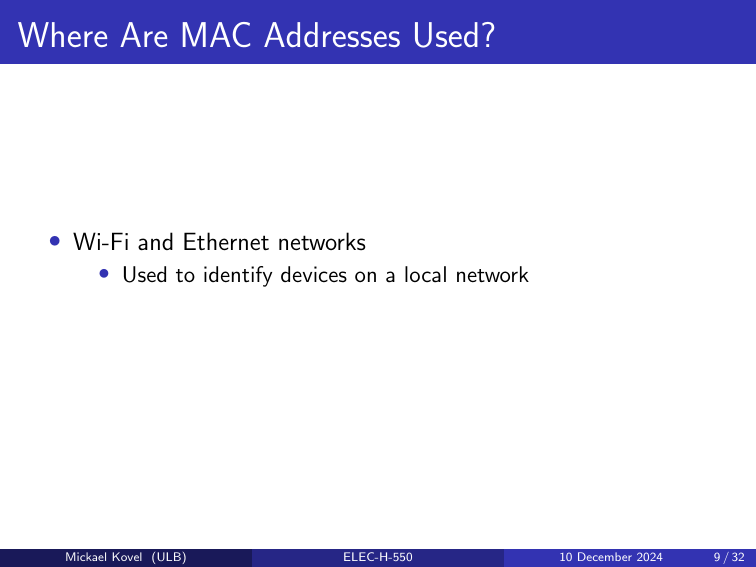 Where Are MAC Addresses Used?
• Wi-Fi and Ethernet networks
• Used to identify devices on a local network
Mickael Kovel (ULB) ELEC-H-550 10 December 2024 9 / 32